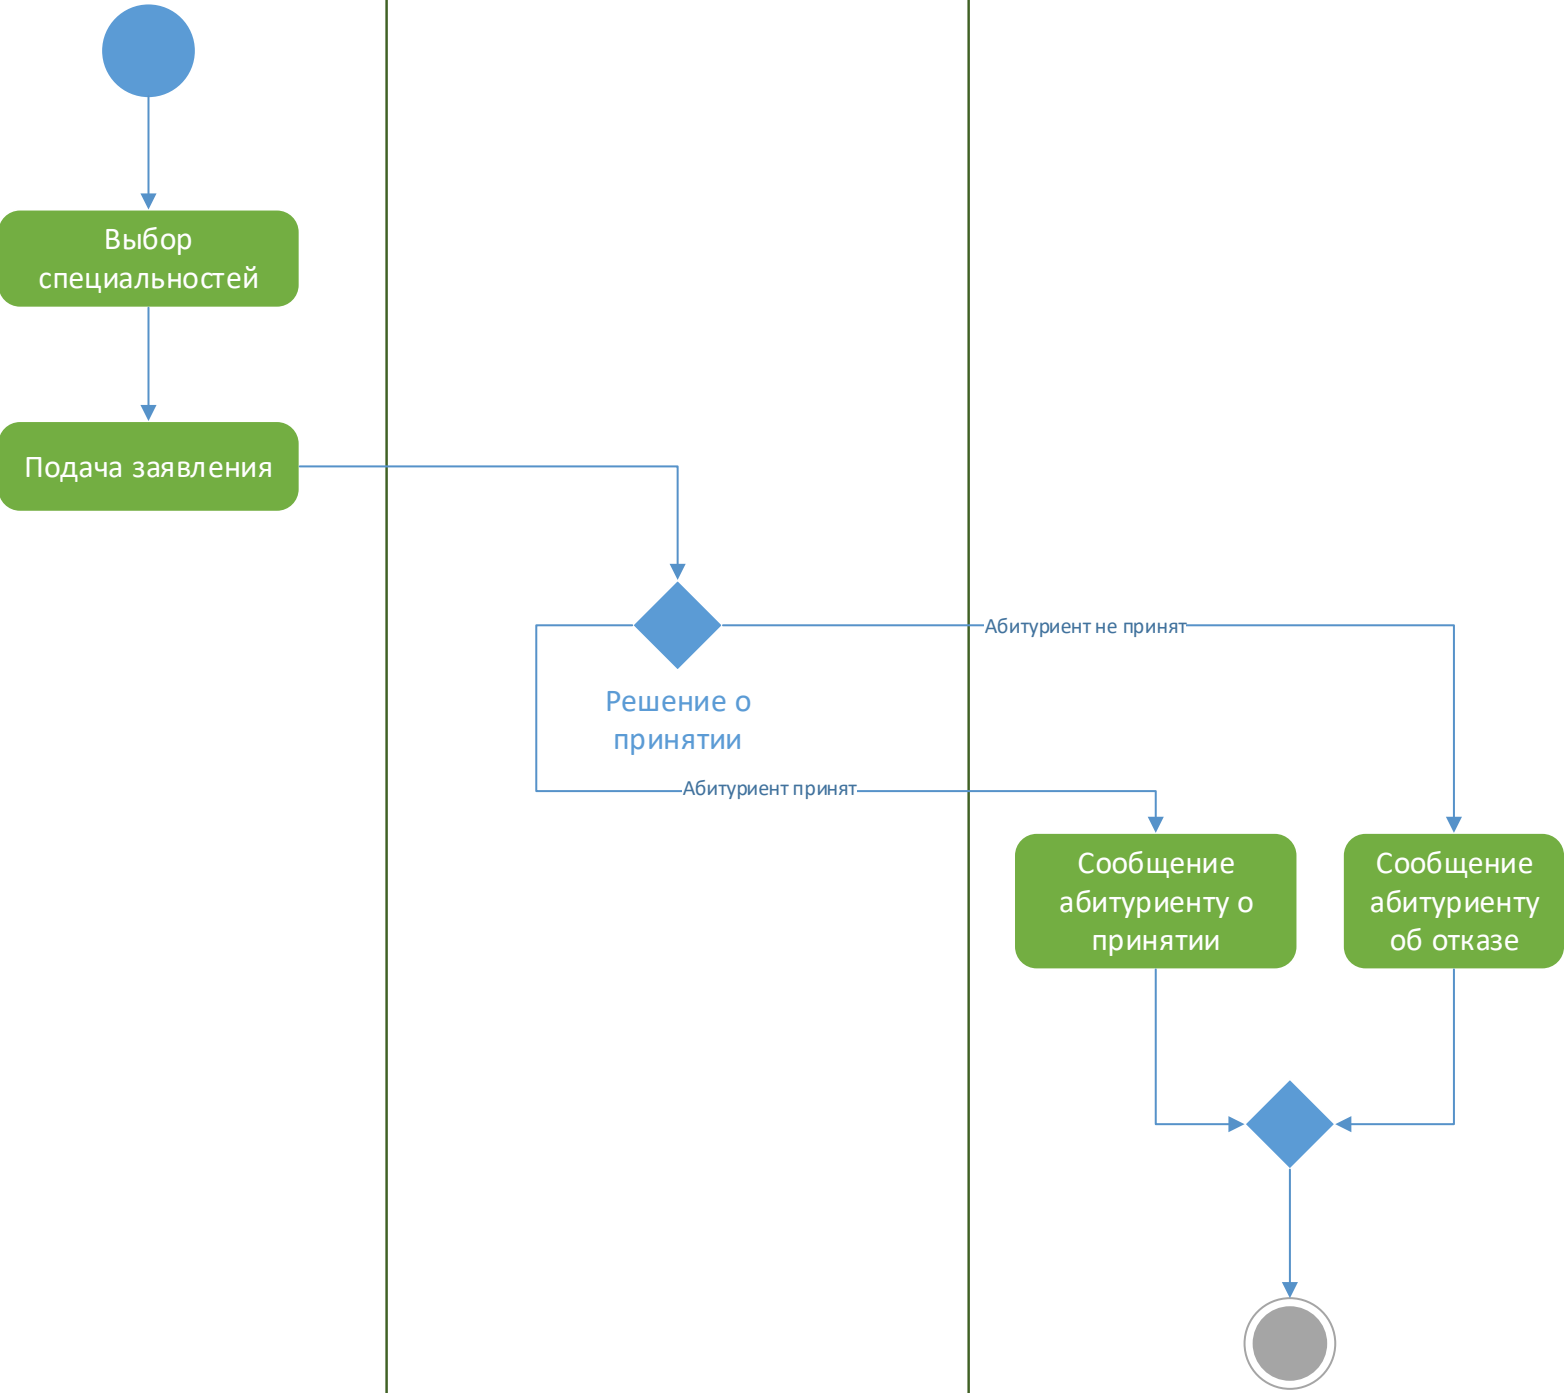 Выбор
специальностей
Подача заявления
Абитуриент не принят
Решение о
принятии
Абитуриент принят
Сообщение
абитуриенту о
принятии
Сообщение
абитуриенту
об отказе